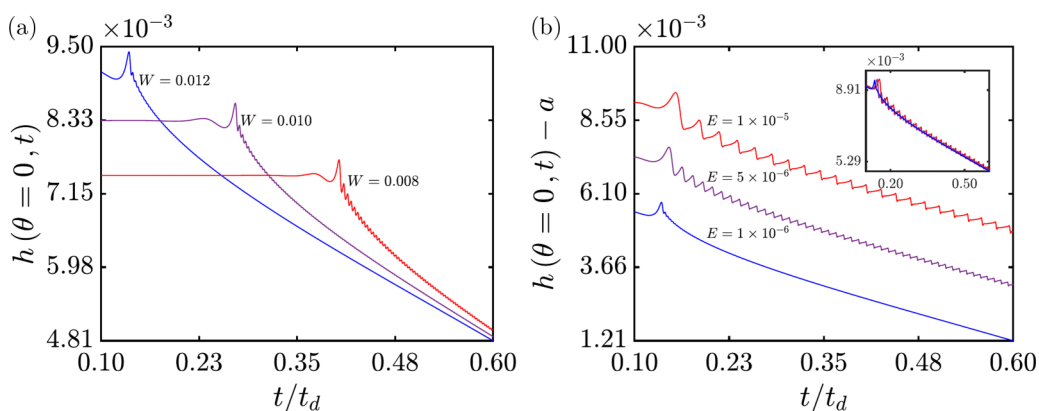 (a)
×10⁻³
9.50
8.33
7.15
5.98
4.81
h (θ = 0, t)
W = 0.012
W = 0.010
W = 0.008
0.10 0.23 0.35 0.48 0.60
t/t_d
(b)
×10⁻³
11.00
8.55
6.10
3.66
1.21
h (θ = 0, t) − a
E = 1 × 10⁻⁵
E = 5 × 10⁻⁶
E = 1 × 10⁻⁶
×10⁻³
8.91
5.29
0.20 0.50
0.10 0.23 0.35 0.48 0.60
t/t_d